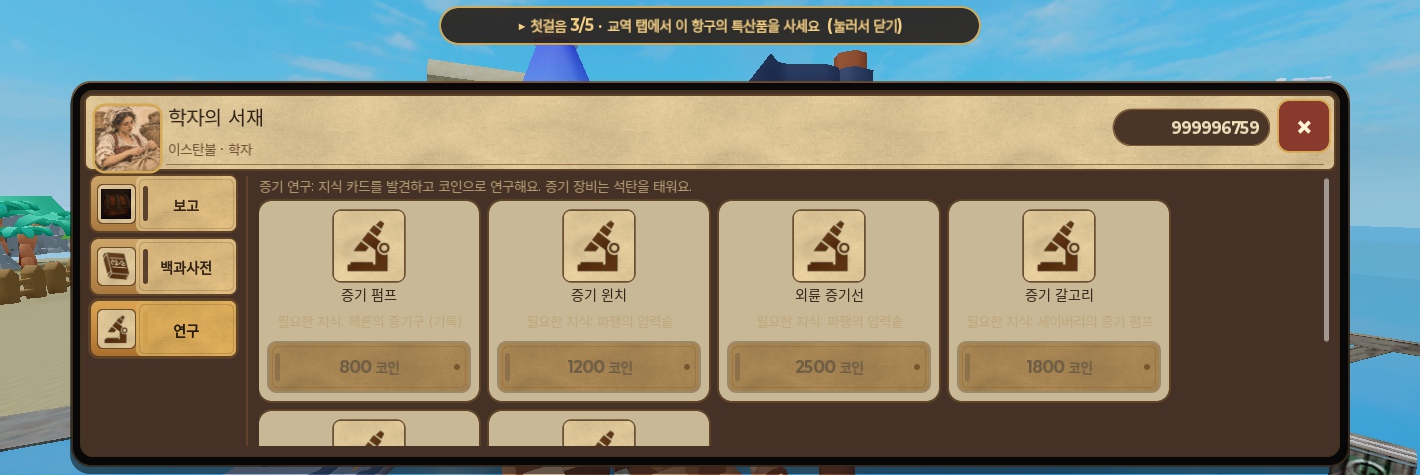 ▸ 첫걸음 3/5 · 교역 탭에서 이 항구의 특산품을 사세요 (눌러서 닫기)
학자의 서재
이스탄불 · 학자
999996759
×
보고
백과사전
연구
증기 연구: 지식 카드를 발견하고 코인으로 연구해요. 증기 장비는 석탄을 태워요.
증기 펌프
필요한 지식: 헤론의 증기구 (기록)
800 코인
증기 윈치
필요한 지식: 파팽의 압력솥
1200 코인
외륜 증기선
필요한 지식: 파팽의 압력솥
2500 코인
증기 갈고리
필요한 지식: 세이버리의 증기 펌프
1800 코인